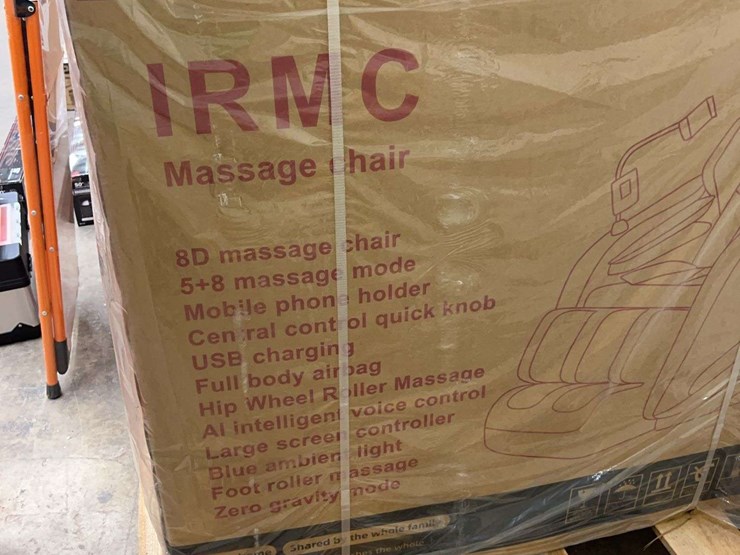 IRMC
Massage chair
8D massage chair
5+8 massage mode
Mobile phone holder
Central control quick knob
USB charging
Full body airbag
Hip Wheel Roller Massage
AI intelligent voice control
Large screen controller
Blue ambient light
Foot roller massage
Zero gravity mode
Shared by the whole family
the whole